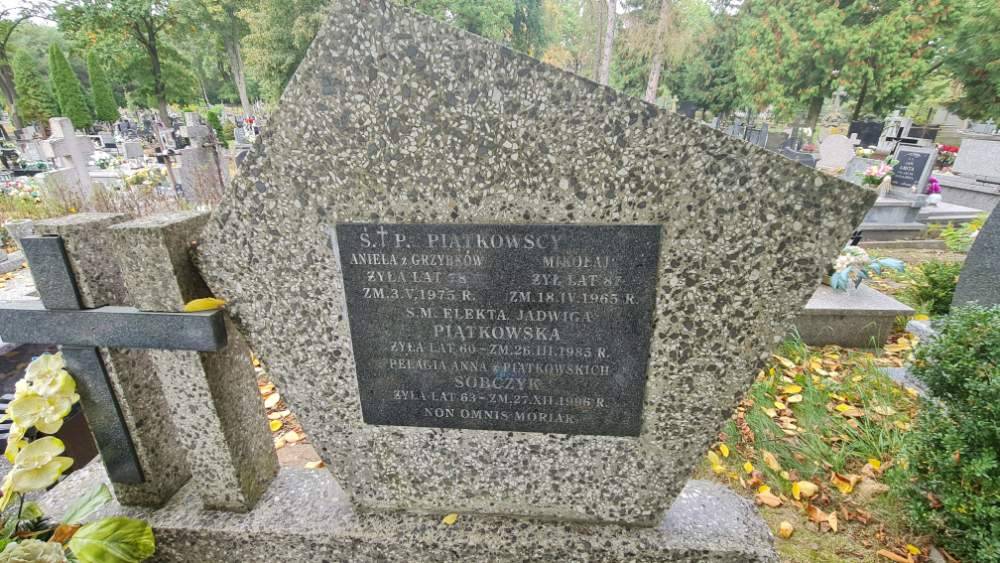 Ś.†P. PIĄTKOWSCY
ANIELA z GRZYBKÓW MIKOŁAJ
ŻYŁA LAT 78 ŻYŁ LAT 87
ZM.3.V.1975 R. ZM.18.IV.1965 R.
S.M. ELEKTA JADWIGA
PIĄTKOWSKA
ŻYŁA LAT 60 - ZM.26.III.1985 R.
PELAGIA ANNA z PIĄTKOWSKICH
SOBCZYK
ŻYŁA LAT 63 - ZM.27.XII.1996 R.
NON OMNIS MORIAR.